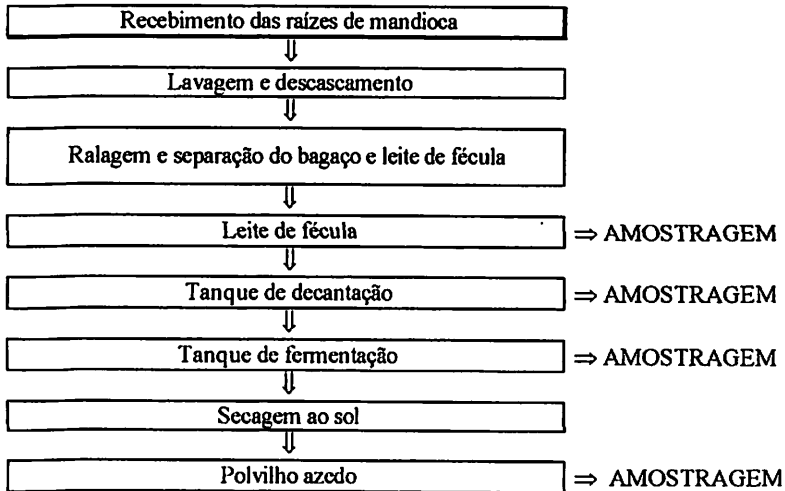 Recebimento das raízes de mandioca
⇓
Lavagem e descascamento
⇓
Ralagem e separação do bagaço e leite de fécula
⇓
Leite de fécula ⇒ AMOSTRAGEM
⇓
Tanque de decantação ⇒ AMOSTRAGEM
⇓
Tanque de fermentação ⇒ AMOSTRAGEM
⇓
Secagem ao sol
⇓
Polvilho azedo ⇒ AMOSTRAGEM